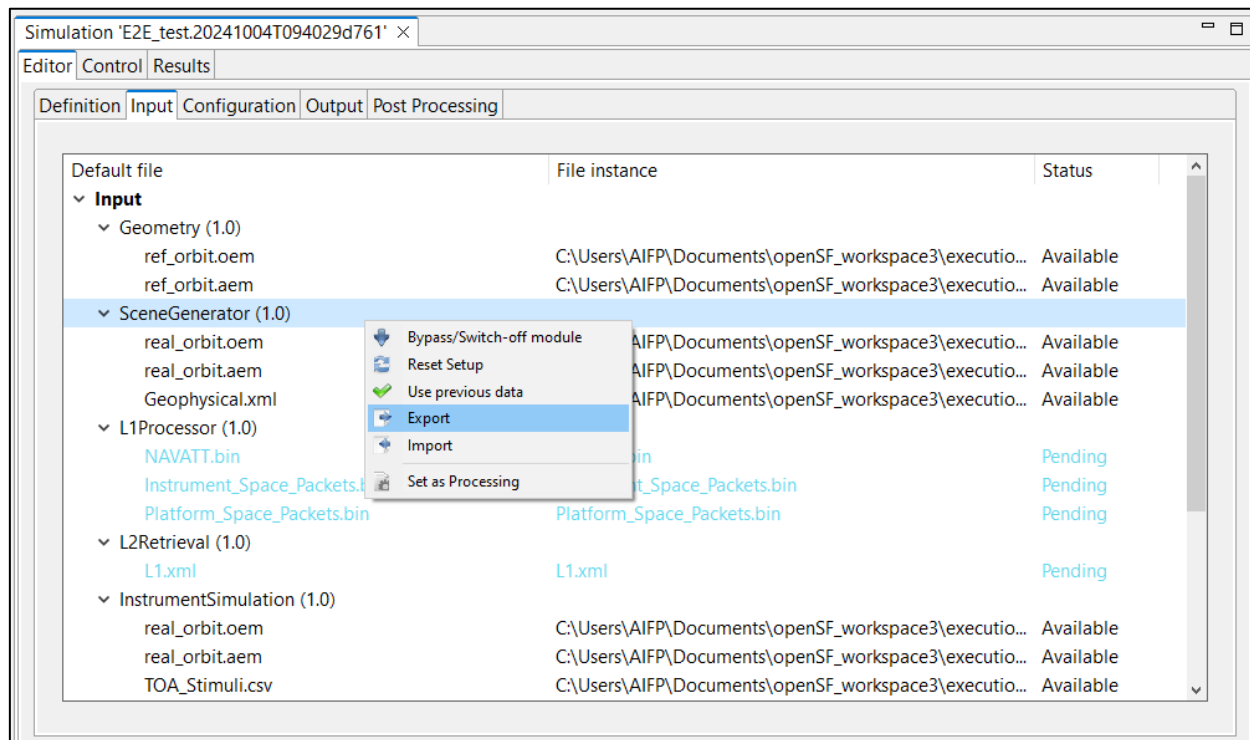 Simulation 'E2E_test.20241004T094029d761'
Editor Control Results
Definition Input Configuration Output Post Processing
Default file File instance Status
Input
Geometry (1.0)
ref_orbit.oem C:\Users\AIFP\Documents\openSF_workspace3\executio... Available
ref_orbit.aem C:\Users\AIFP\Documents\openSF_workspace3\executio... Available
SceneGenerator (1.0)
Bypass/Switch-off module
real_orbit.oem AIFP\Documents\openSF_workspace3\executio... Available
Reset Setup
real_orbit.aem AIFP\Documents\openSF_workspace3\executio... Available
Use previous data
Geophysical.xml AIFP\Documents\openSF_workspace3\executio... Available
Export
L1Processor (1.0)
Import
NAVATT.bin in Pending
Set as Processing
Instrument_Space_Packets.b t_Space_Packets.bin Pending
Platform_Space_Packets.bin Platform_Space_Packets.bin Pending
L2Retrieval (1.0)
L1.xml L1.xml Pending
InstrumentSimulation (1.0)
real_orbit.oem C:\Users\AIFP\Documents\openSF_workspace3\executio... Available
real_orbit.aem C:\Users\AIFP\Documents\openSF_workspace3\executio... Available
TOA_Stimuli.csv C:\Users\AIFP\Documents\openSF_workspace3\executio... Available